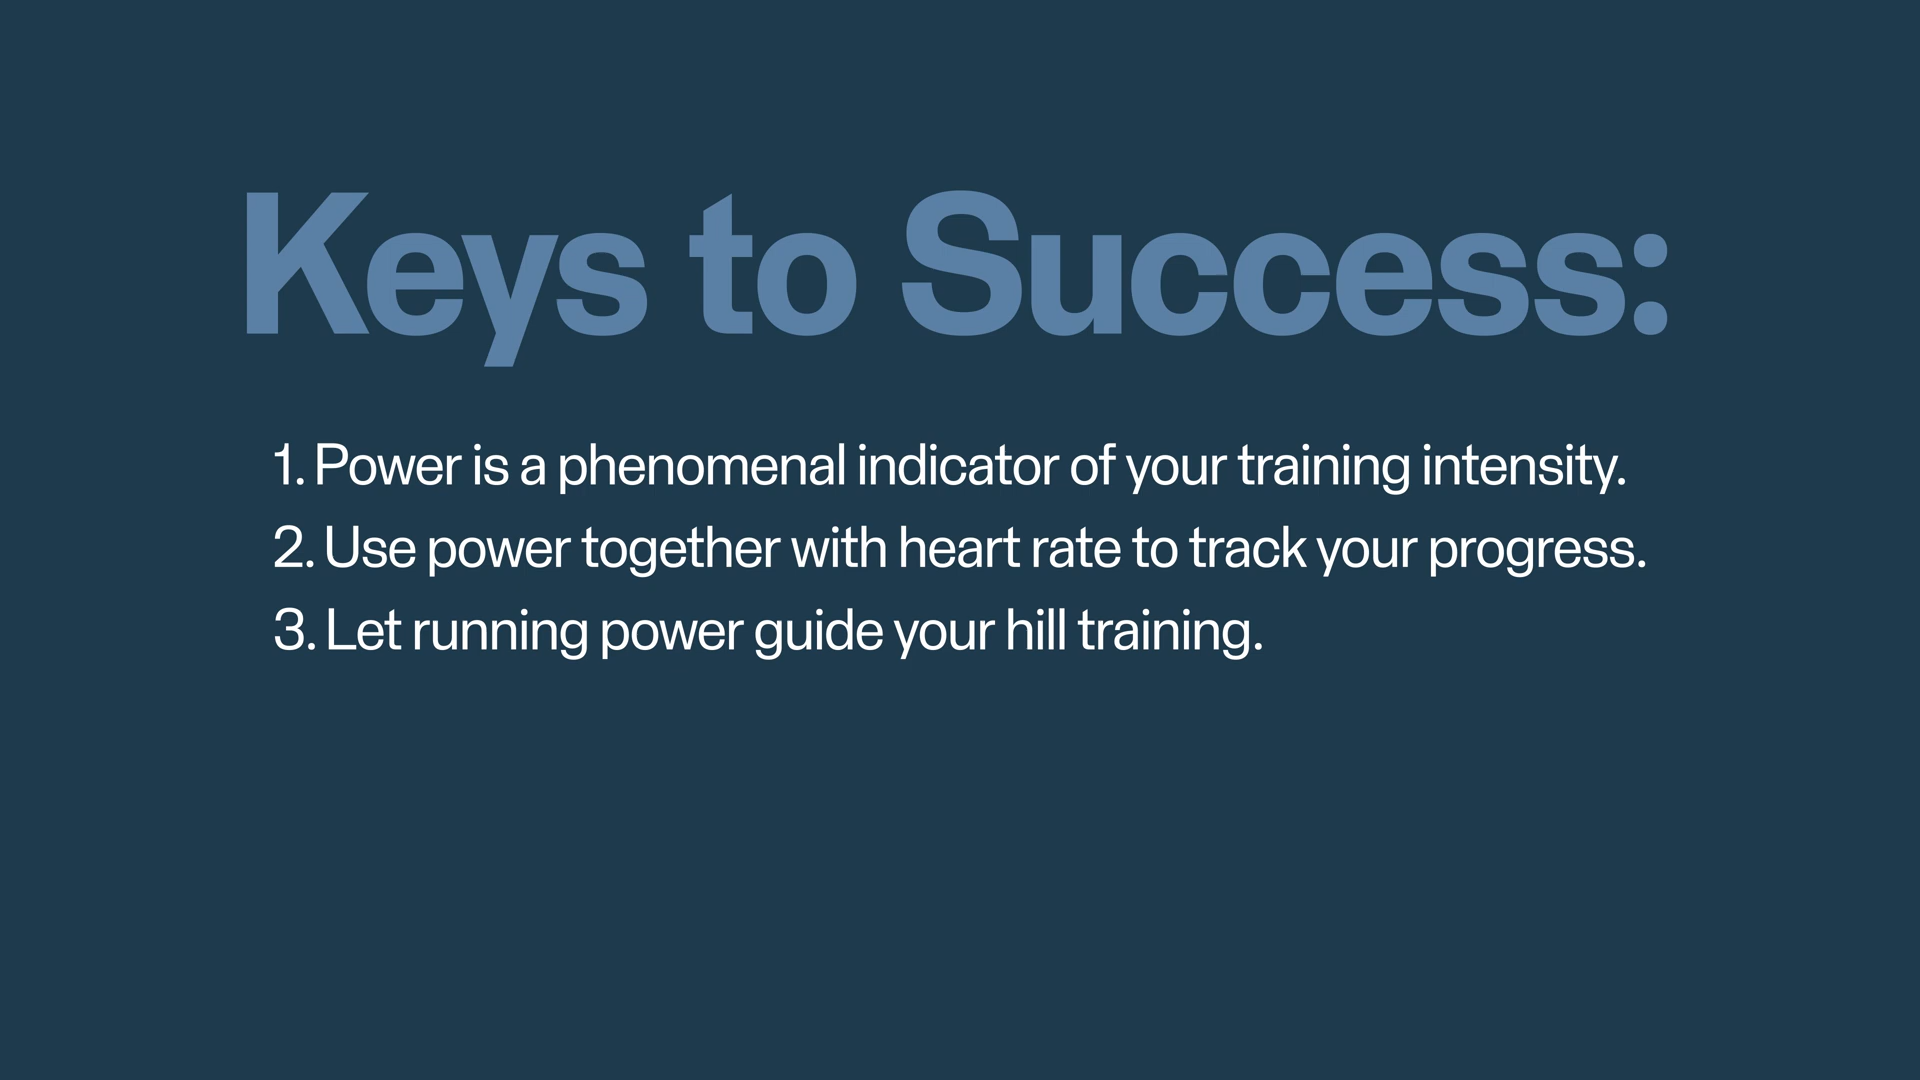 Keys to Success:
1. Power is a phenomenal indicator of your training intensity.
2. Use power together with heart rate to track your progress.
3. Let running power guide your hill training.